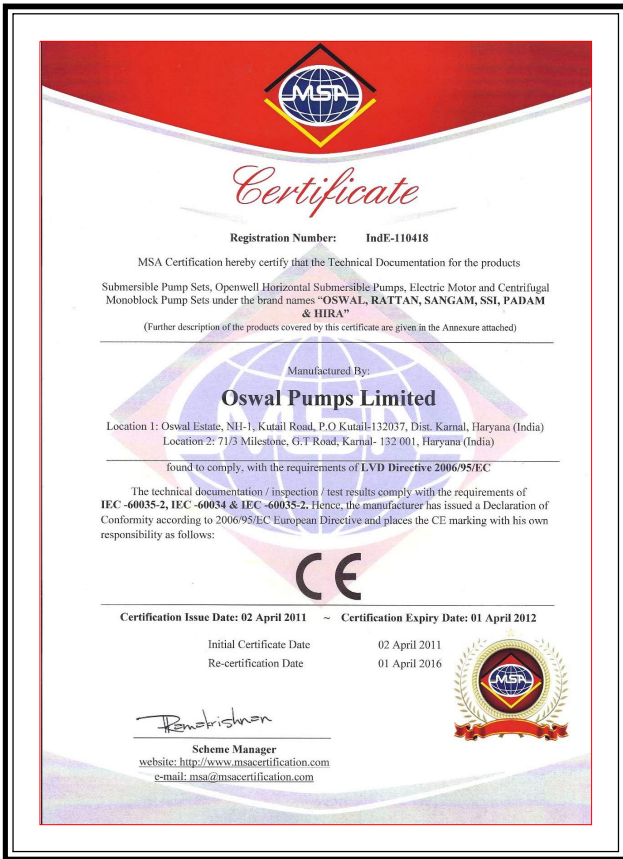 MSA
Certificate
Registration Number: IndE-110418
MSA Certification hereby certify that the Technical Documentation for the products
Submersible Pump Sets, Openwell Horizontal Submersible Pumps, Electric Motor and Centrifugal
Monoblock Pump Sets under the brand names “OSWAL, RATTAN, SANGAM, SSI, PADAM
& HIRA”
(Further description of the products covered by this certificate are given in the Annexure attached)
Manufactured By:
Oswal Pumps Limited
Location 1: Oswal Estate, NH-1, Kutail Road, P.O Kutail-132037, Dist. Karnal, Haryana (India)
Location 2: 71/3 Milestone, G.T Road, Karnal- 132 001, Haryana (India)
found to comply, with the requirements of LVD Directive 2006/95/EC
The technical documentation / inspection / test results comply with the requirements of
IEC -60035-2, IEC -60034 & IEC -60035-2. Hence, the manufacturer has issued a Declaration of
Conformity according to 2006/95/EC European Directive and places the CE marking with his own
responsibility as follows:
CE
Certification Issue Date: 02 April 2011 ~ Certification Expiry Date: 01 April 2012
Initial Certificate Date 02 April 2011
Re-certification Date 01 April 2016
MSA
Ramakrishnan
Scheme Manager
website: http://www.msacertification.com
e-mail: msa@msacertification.com